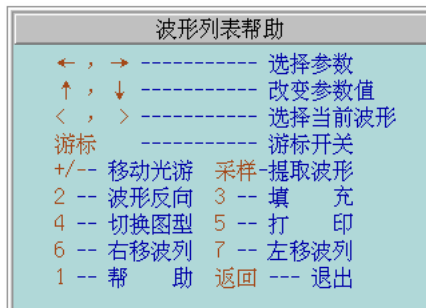 波形列表帮助
← , → ----------- 选择参数
↑ , ↓ ----------- 改变参数值
< , > ----------- 选择当前波形
游标 ----------- 游标开关
+/-- 移动光游 采样-提取波形
2 -- 波形反向 3 -- 填 充
4 -- 切换图型 5 -- 打 印
6 -- 右移波列 7 -- 左移波列
1 -- 帮 助 返回 --- 退出